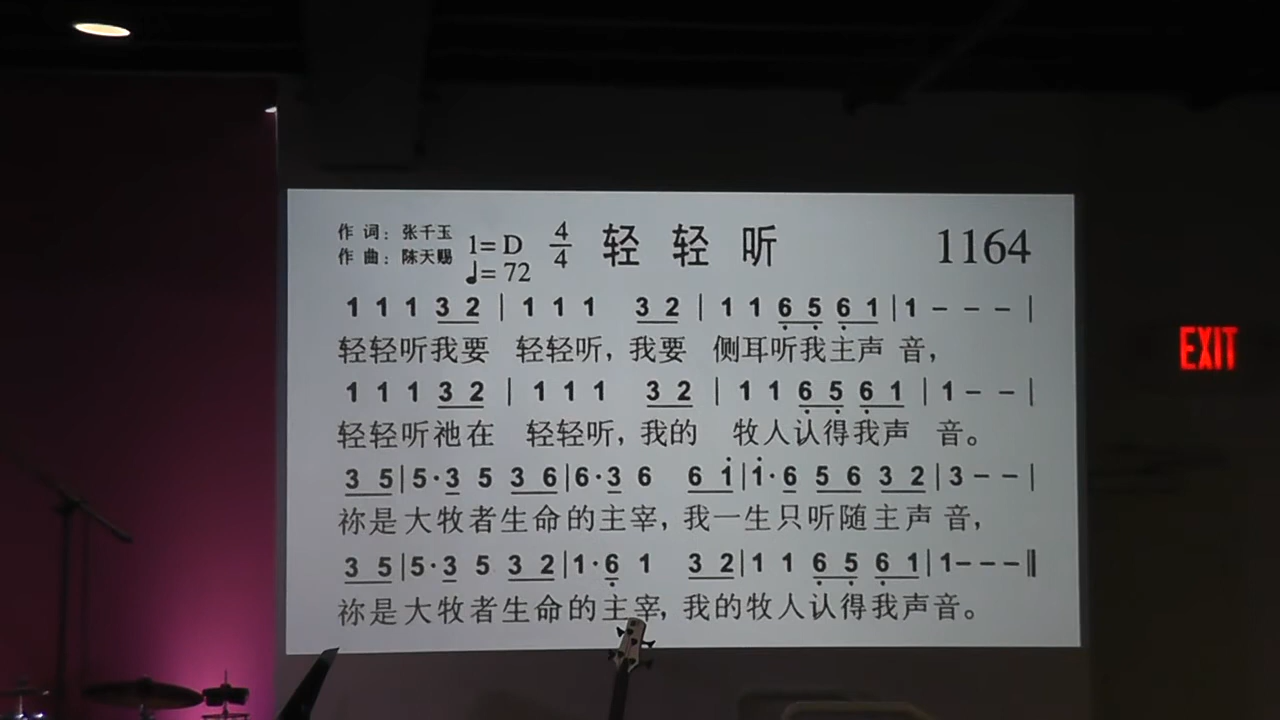 作词：张千玉
作曲：陈天赐
1=D 4/4
♩=72
轻轻听
1164
1 1 1 3 2 | 1 1 1 3 2 | 1 1 6̣ 5̣ 6̣ 1 | 1 － － － |
轻轻听我要 轻轻听，我要 侧耳听我主声 音，
1 1 1 3 2 | 1 1 1 3 2 | 1 1 6̣ 5̣ 6̣ 1 | 1 － － |
轻轻听祂在 轻轻听，我的 牧人认得我声 音。
3 5 | 5·3 5 3 6 | 6·3 6 6 1̇ | 1̇·6 5 6 3 2 | 3 － － |
祢是大牧者生命的主宰，我一生只听随主声音，
3 5 | 5·3 5 3 2 | 1·6̣ 1 3 2 | 1 1 6̣ 5̣ 6̣ 1 | 1 － － － ‖
祢是大牧者生命的主宰，我的牧人认得我声音。
EXIT